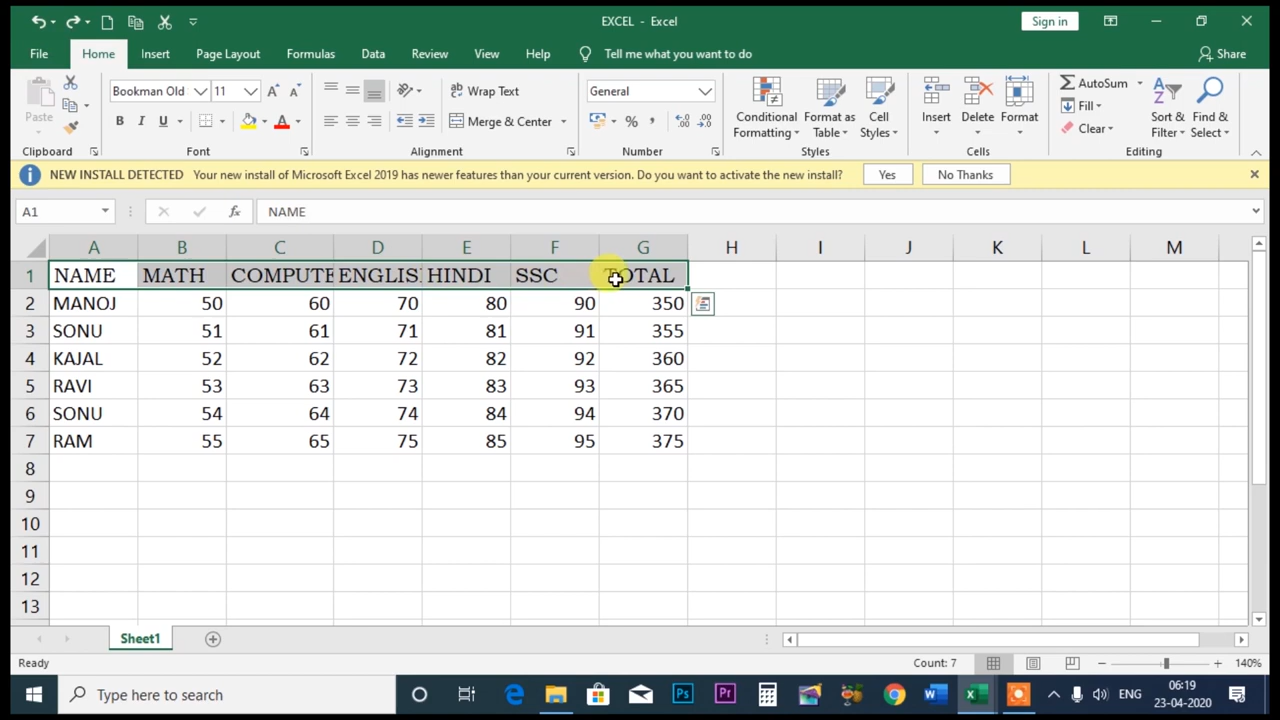 EXCEL - Excel
Sign in
File Home Insert Page Layout Formulas Data Review View Help Tell me what you want to do Share
Paste
Clipboard
Bookman Old 11
B I U
Font
Wrap Text
Merge & Center
Alignment
General
% ,
Number
Conditional Formatting
Format as Table
Cell Styles
Styles
Insert Delete Format
Cells
AutoSum
Fill
Clear
Sort & Filter
Find & Select
Editing
NEW INSTALL DETECTED Your new install of Microsoft Excel 2019 has newer features than your current version. Do you want to activate the new install? Yes No Thanks
A1 fx NAME
A B C D E F G H I J K L M
1 NAME MATH COMPUTE ENGLIS HINDI SSC TOTAL
2 MANOJ 50 60 70 80 90 350
3 SONU 51 61 71 81 91 355
4 KAJAL 52 62 72 82 92 360
5 RAVI 53 63 73 83 93 365
6 SONU 54 64 74 84 94 370
7 RAM 55 65 75 85 95 375
8
9
10
11
12
13
Sheet1
Ready Count: 7 140%
Type here to search ENG 06:19
23-04-2020